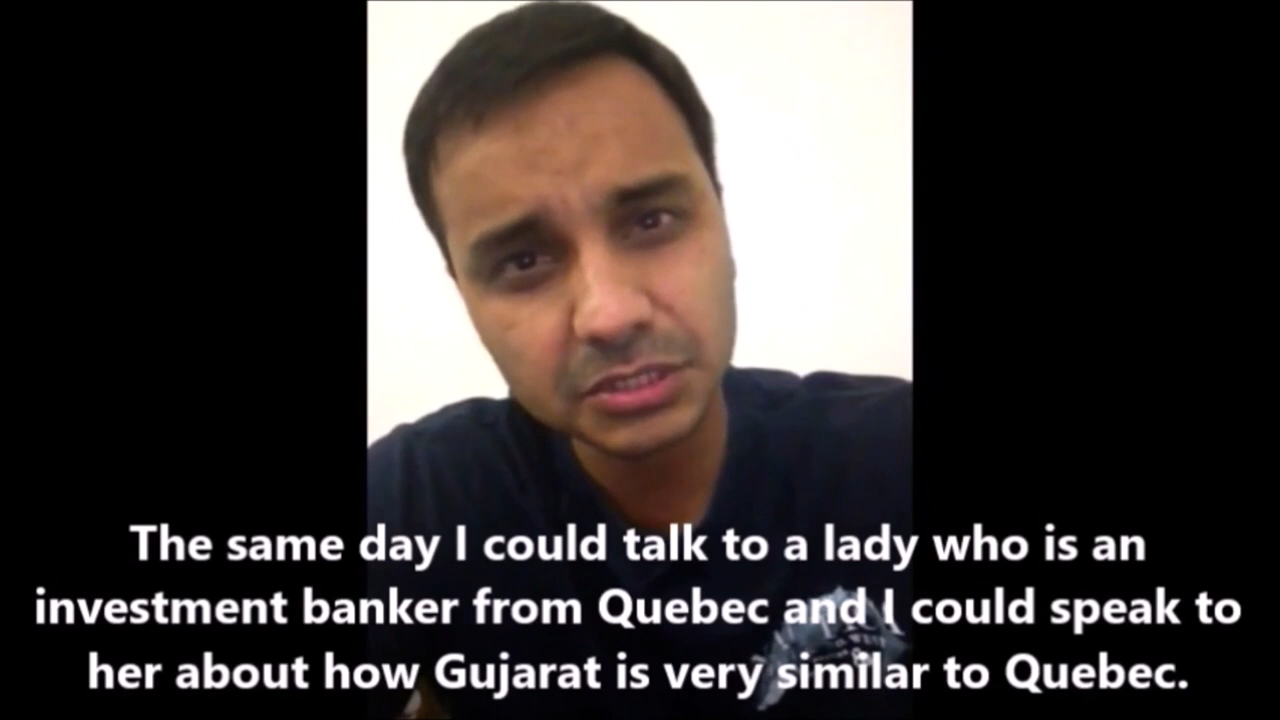 The same day I could talk to a lady who is an
investment banker from Quebec and I could speak to
her about how Gujarat is very similar to Quebec.